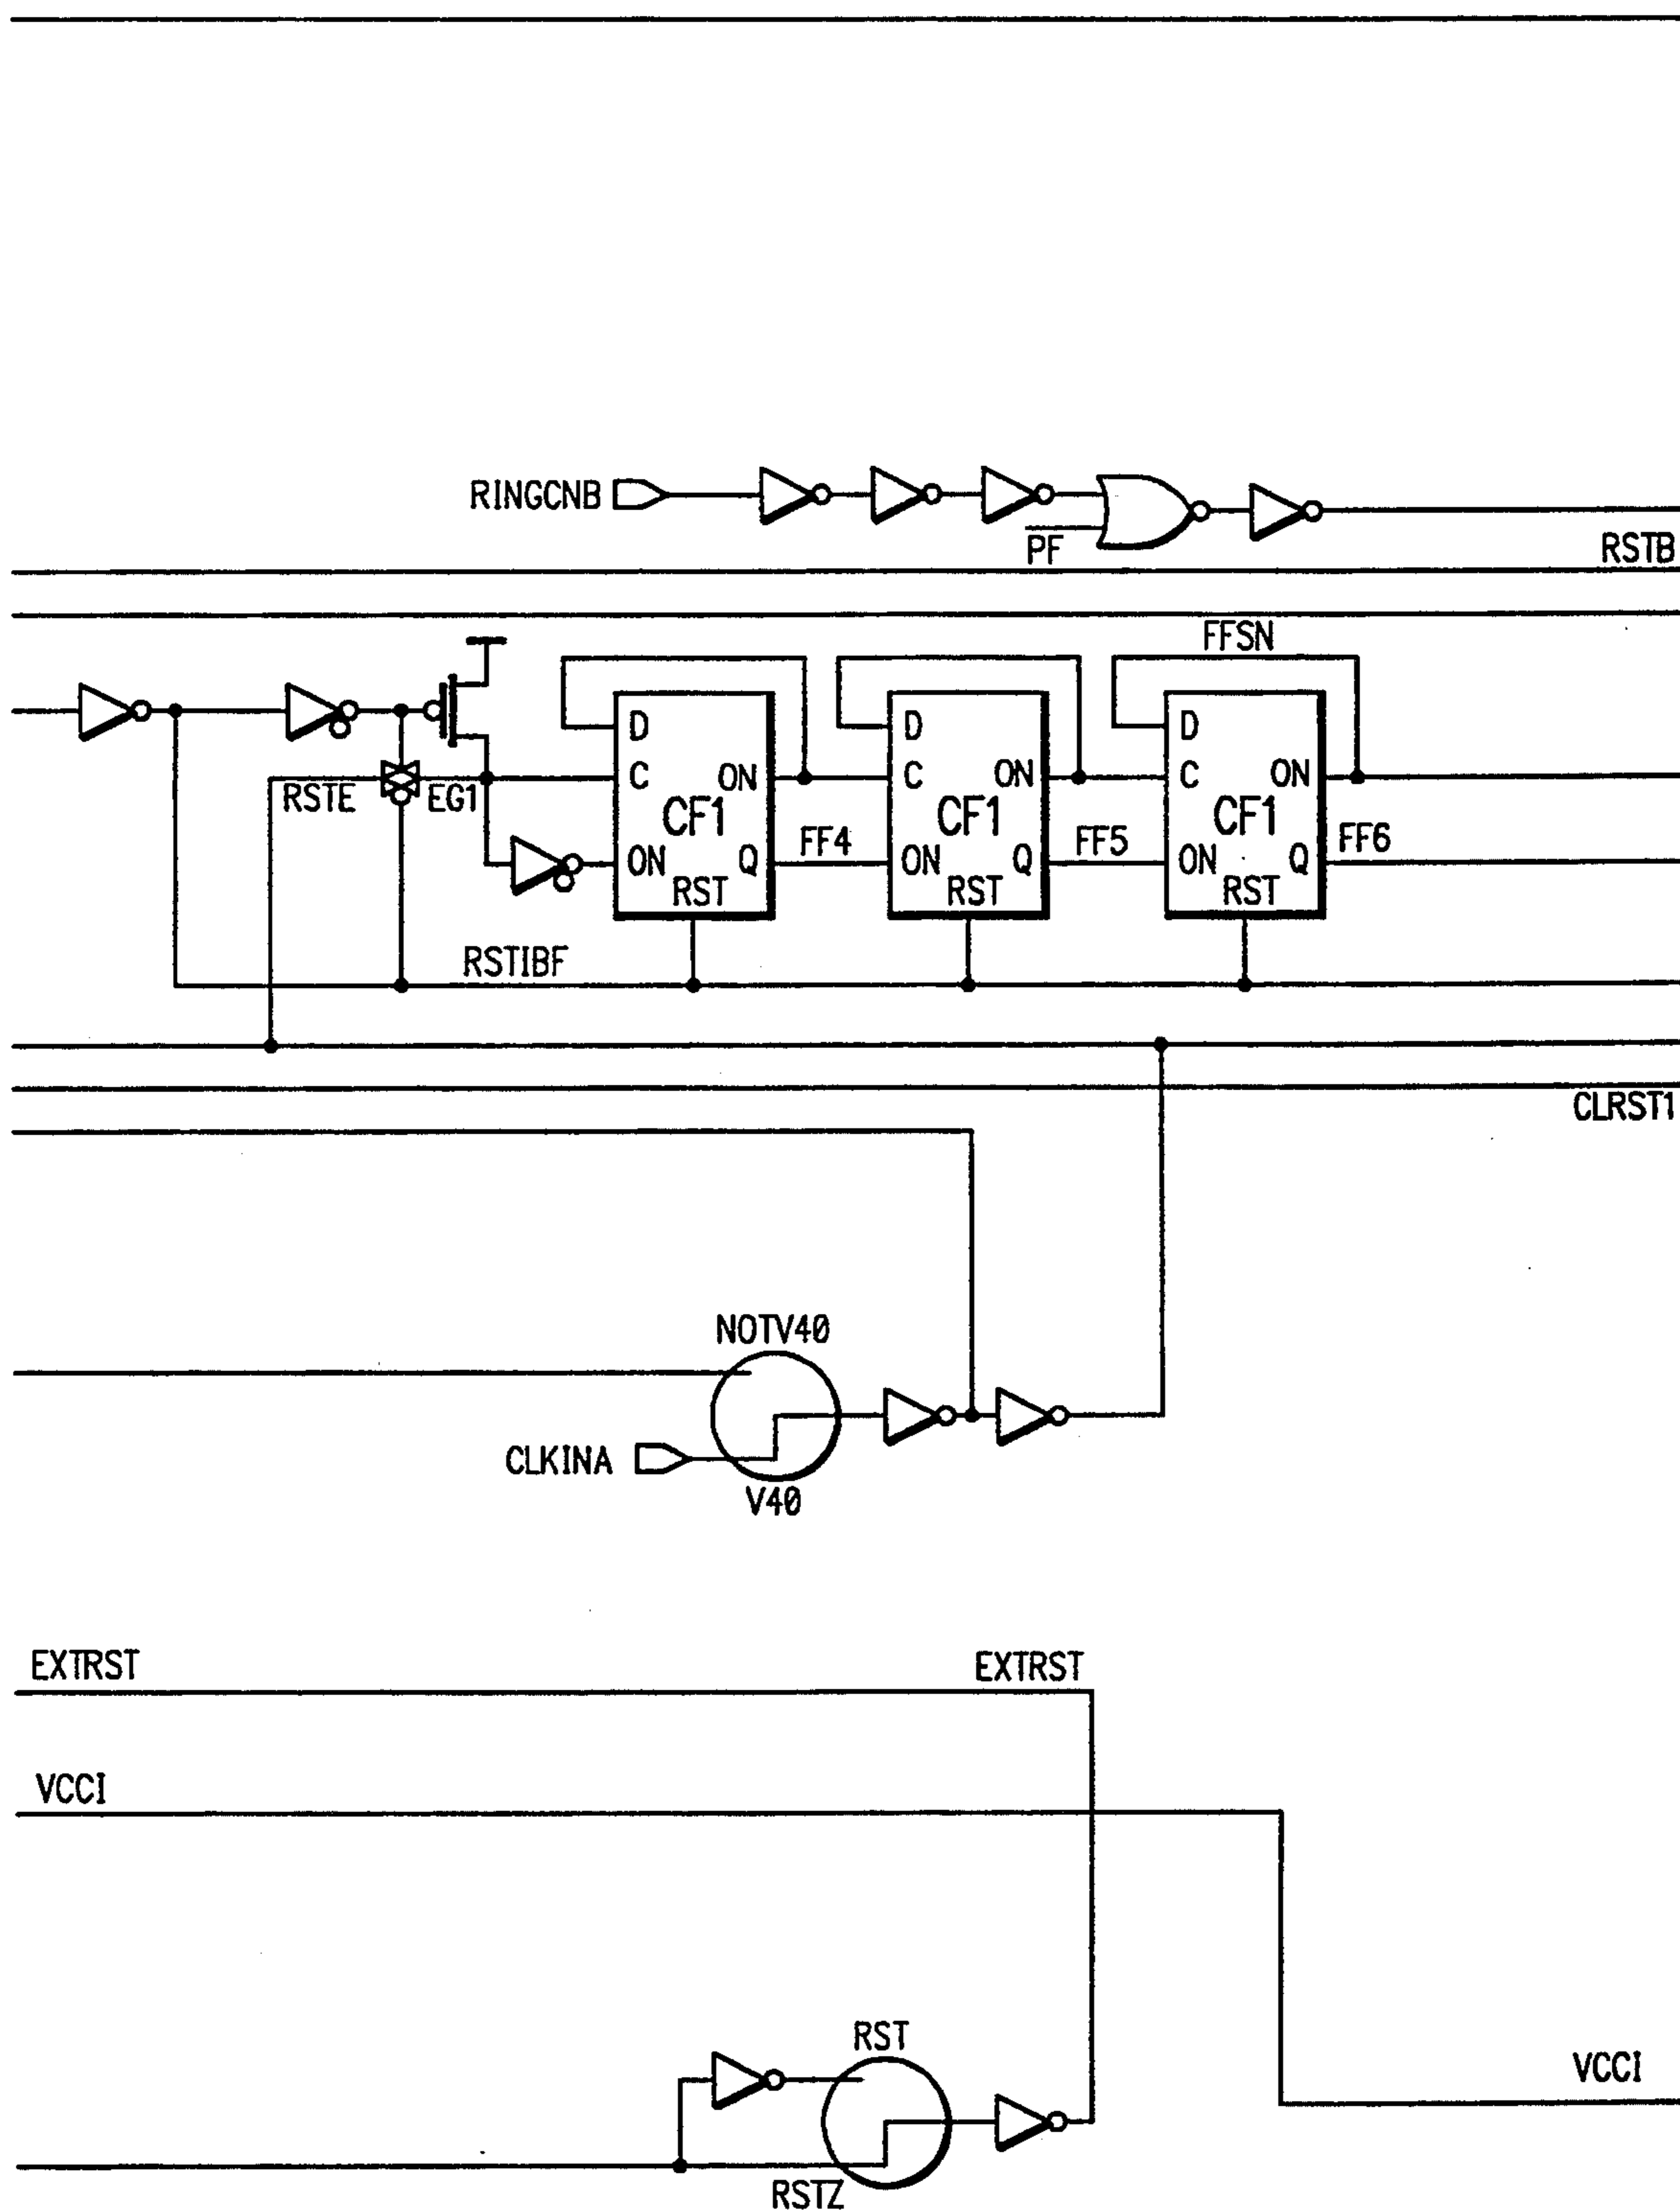 RINGCNB
PF
RSTB
FFSN
D
D
D
C
ON
C
ON
C
ON
RSTE
EG1
CF1
CF1
CF1
FF4
FF5
FF6
ON
Q
ON
Q
ON
Q
RST
RST
RST
RSTIBF
CLRST1
NOTV40
CLKINA
V40
EXTRST
EXTRST
VCCI
RST
VCCI
RSTZ